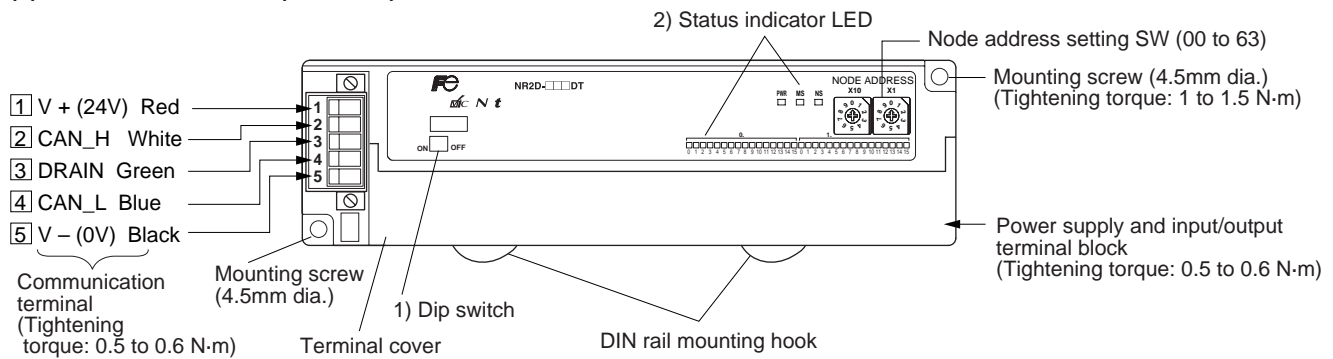 2) Status indicator LED
Node address setting SW (00 to 63)
Mounting screw (4.5mm dia.)
(Tightening torque: 1 to 1.5 N·m)
1 V + (24V) Red
2 CAN_H White
3 DRAIN Green
4 CAN_L Blue
5 V – (0V) Black
Communication
terminal
(Tightening
torque: 0.5 to 0.6 N·m)
1
2
3
4
5
Fe
NR2D-□□□DT
ON OFF
PWR MS NS
NODE ADDRESS
X10 X1
0. 1.
0 1 2 3 4 5 6 7 8 9 10 11 12 13 14 15 0 1 2 3 4 5 6 7 8 9 10 11 12 13 14 15
Mounting screw
(4.5mm dia.)
1) Dip switch
Terminal cover
DIN rail mounting hook
Power supply and input/output
terminal block
(Tightening torque: 0.5 to 0.6 N·m)